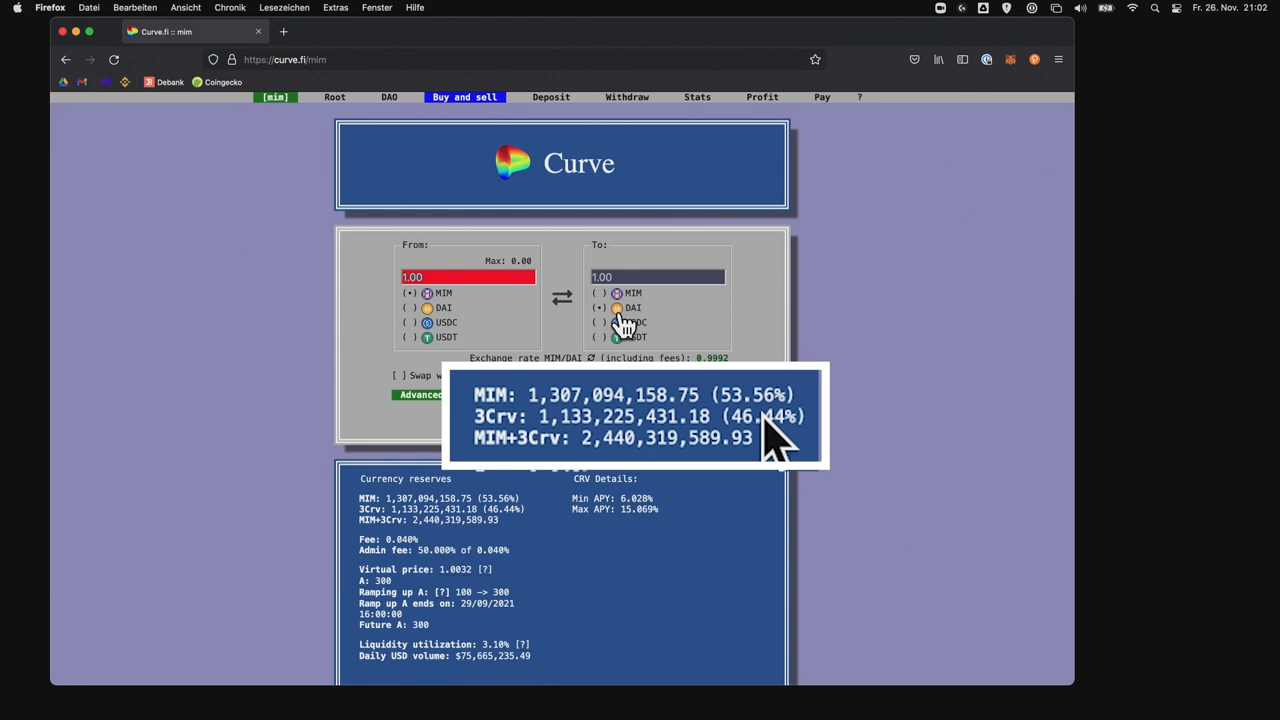 Firefox Datei Bearbeiten Ansicht Chronik Lesezeichen Extras Fenster Hilfe Fr. 26. Nov. 21:02
Curve.fi :: mim
https://curve.fi/mim
Debank Coingecko
[mim] Root DAO Buy and sell Deposit Withdraw Stats Profit Pay ?
Curve
From: To:
Max: 0.00
1.00 1.00
(•) MIM ( ) MIM
( ) DAI (•) DAI
( ) USDC ( )
( ) USDT ( )
Exchange rate MIM/DAI (including fees): 0.9992
[ ] Swap
Advanced
MIM: 1,307,094,158.75 (53.56%)
3Crv: 1,133,225,431.18 (46.44%)
MIM+3Crv: 2,440,319,589.93
Currency reserves CRV Details:
MIM: 1,307,094,158.75 (53.56%) Min APY: 6.028%
3Crv: 1,133,225,431.18 (46.44%) Max APY: 15.069%
MIM+3Crv: 2,440,319,589.93
Fee: 0.040%
Admin fee: 50.000% of 0.040%
Virtual price: 1.0032 [?]
A: 300
Ramping up A: [?] 100 -> 300
Ramp up A ends on: 29/09/2021
16:00:00
Future A: 300
Liquidity utilization: 3.10% [?]
Daily USD volume: $75,665,235.49